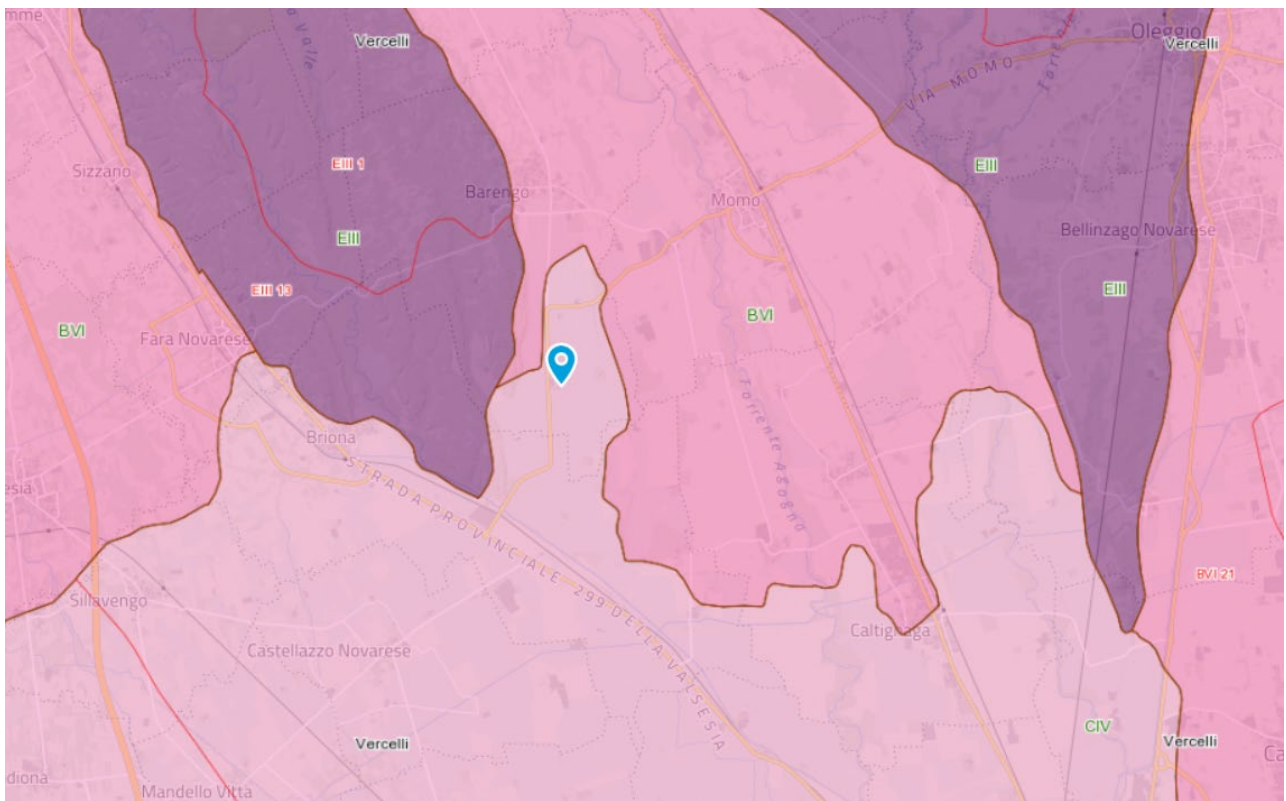 Vercelli
Oleggio
Vercelli
VIA MOMO
Valle
Sizzano
EIII 1
Barengo
Momo
EIII
EIII
Bellinzago Novarese
EIII 13
EIII
BVI
BVI
Fara Novarese
Briona
STRADA PROVINCIALE 299 DELLA VALSESIA
Torrente Agogna
BVI 21
Sillavengo
Castellazzo Novarese
Caltignaga
CIV
Vercelli
Vercelli
Mandello Vitta